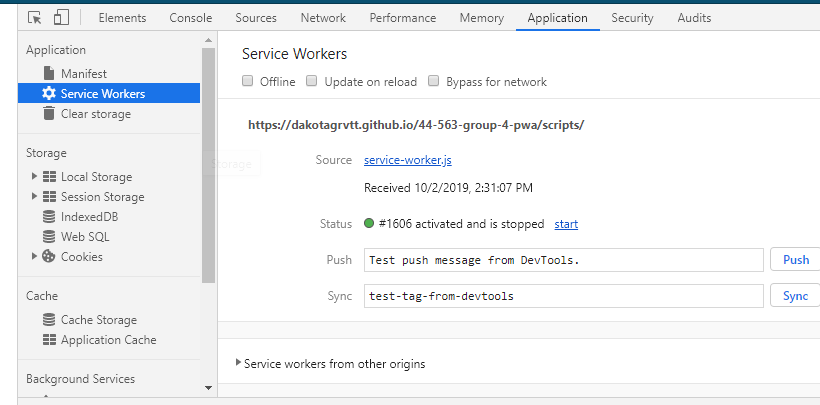 Elements Console Sources Network Performance Memory Application Security Audits
Application
Manifest
Service Workers
Clear storage
Storage
Local Storage
Session Storage
IndexedDB
Web SQL
Cookies
Cache
Cache Storage
Application Cache
Background Services
Storage
Service Workers
Offline Update on reload Bypass for network
https://dakotagrvtt.github.io/44-563-group-4-pwa/scripts/
Source service-worker.js
Received 10/2/2019, 2:31:07 PM
Status #1606 activated and is stopped start
Push Test push message from DevTools. Push
Sync test-tag-from-devtools Sync
Service workers from other origins